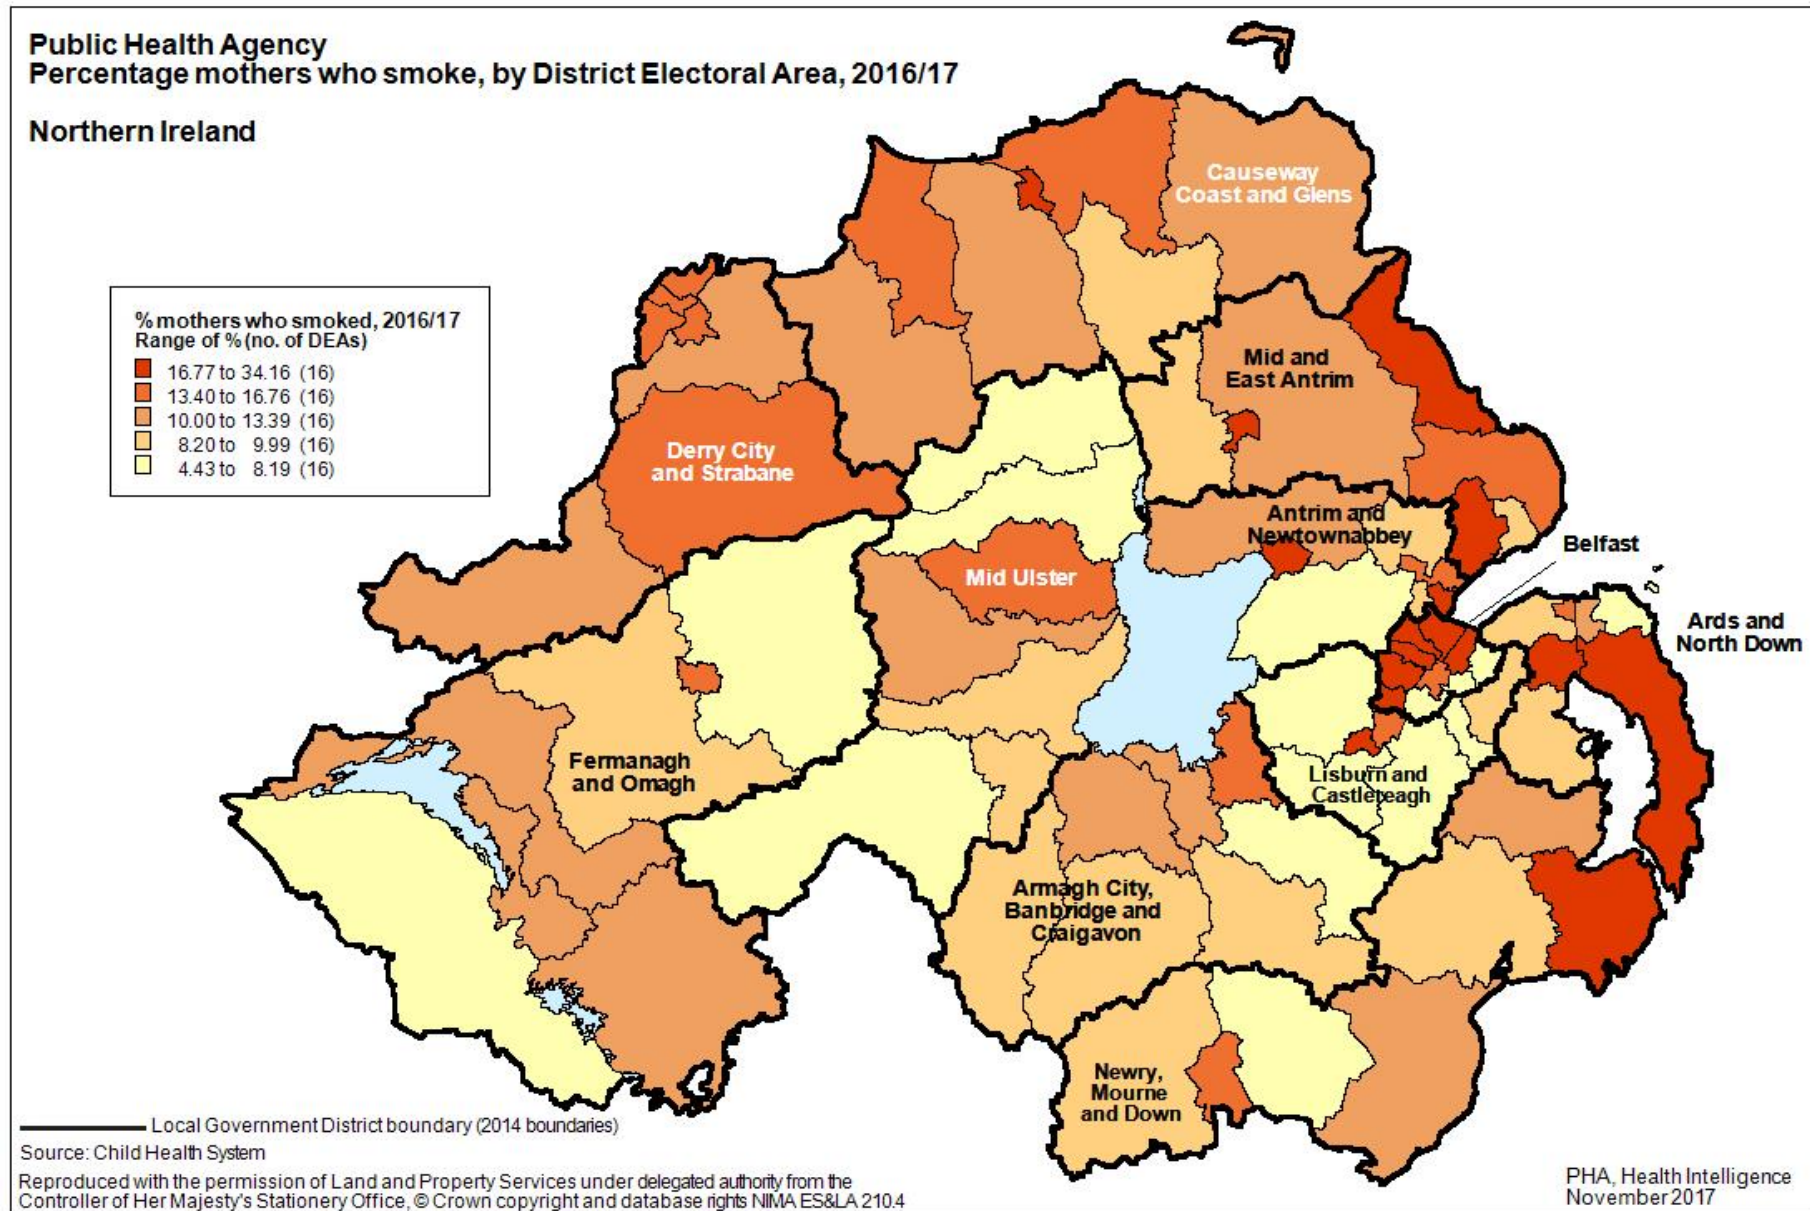 Public Health Agency
Percentage mothers who smoke, by District Electoral Area, 2016/17
Northern Ireland
% mothers who smoked, 2016/17
Range of % (no. of DEAs)
16.77 to 34.16 (16)
13.40 to 16.76 (16)
10.00 to 13.39 (16)
8.20 to 9.99 (16)
4.43 to 8.19 (16)
Causeway
Coast and Glens
Mid and
East Antrim
Derry City
and Strabane
Antrim and
Newtownabbey
Belfast
Mid Ulster
Ards and
North Down
Fermanagh
and Omagh
Lisburn and
Castlereagh
Armagh City,
Banbridge and
Craigavon
Newry,
Mourne
and Down
Local Government District boundary (2014 boundaries)
Source: Child Health System
Reproduced with the permission of Land and Property Services under delegated authority from the
Controller of Her Majesty's Stationery Office, © Crown copyright and database rights NIMA ES&LA 210.4
PHA, Health Intelligence
November 2017